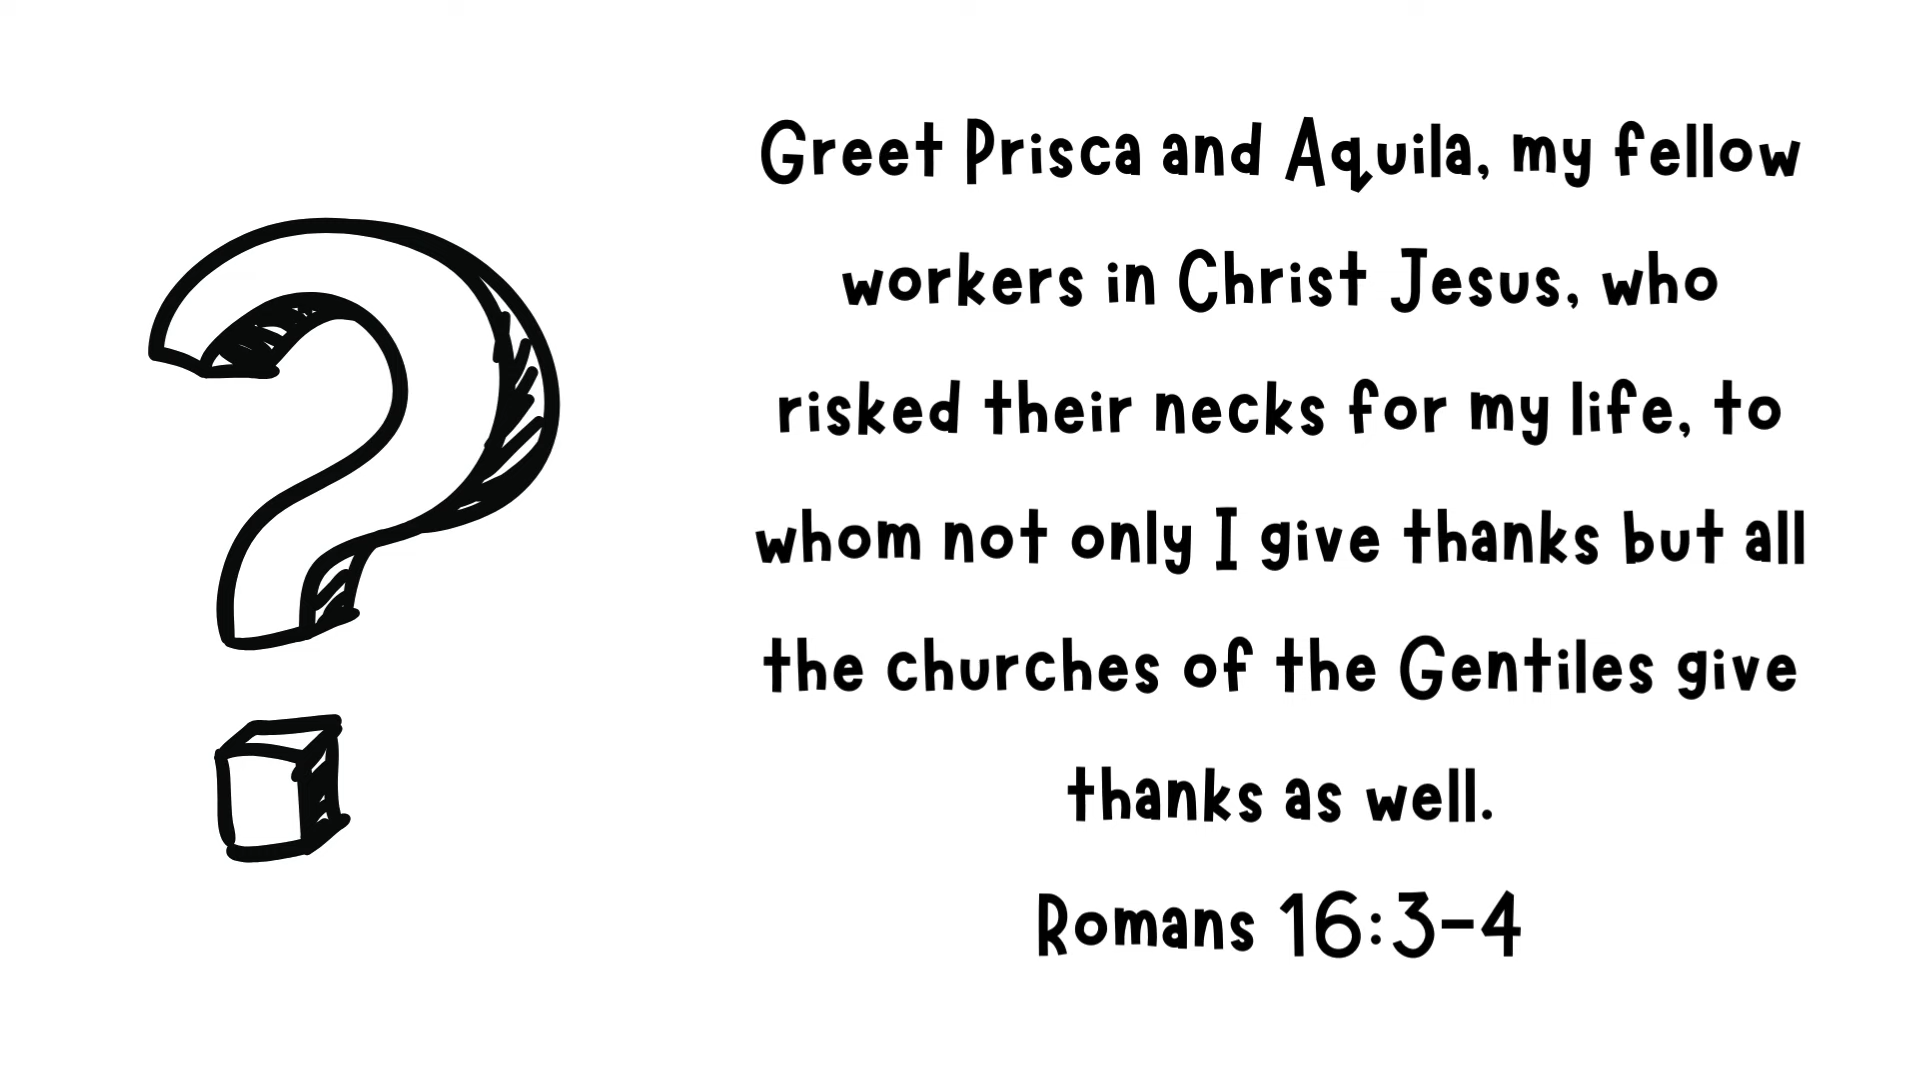 Greet Prisca and Aquila, my fellow
workers in Christ Jesus, who
risked their necks for my life, to
whom not only I give thanks but all
the churches of the Gentiles give
thanks as well.
Romans 16:3-4